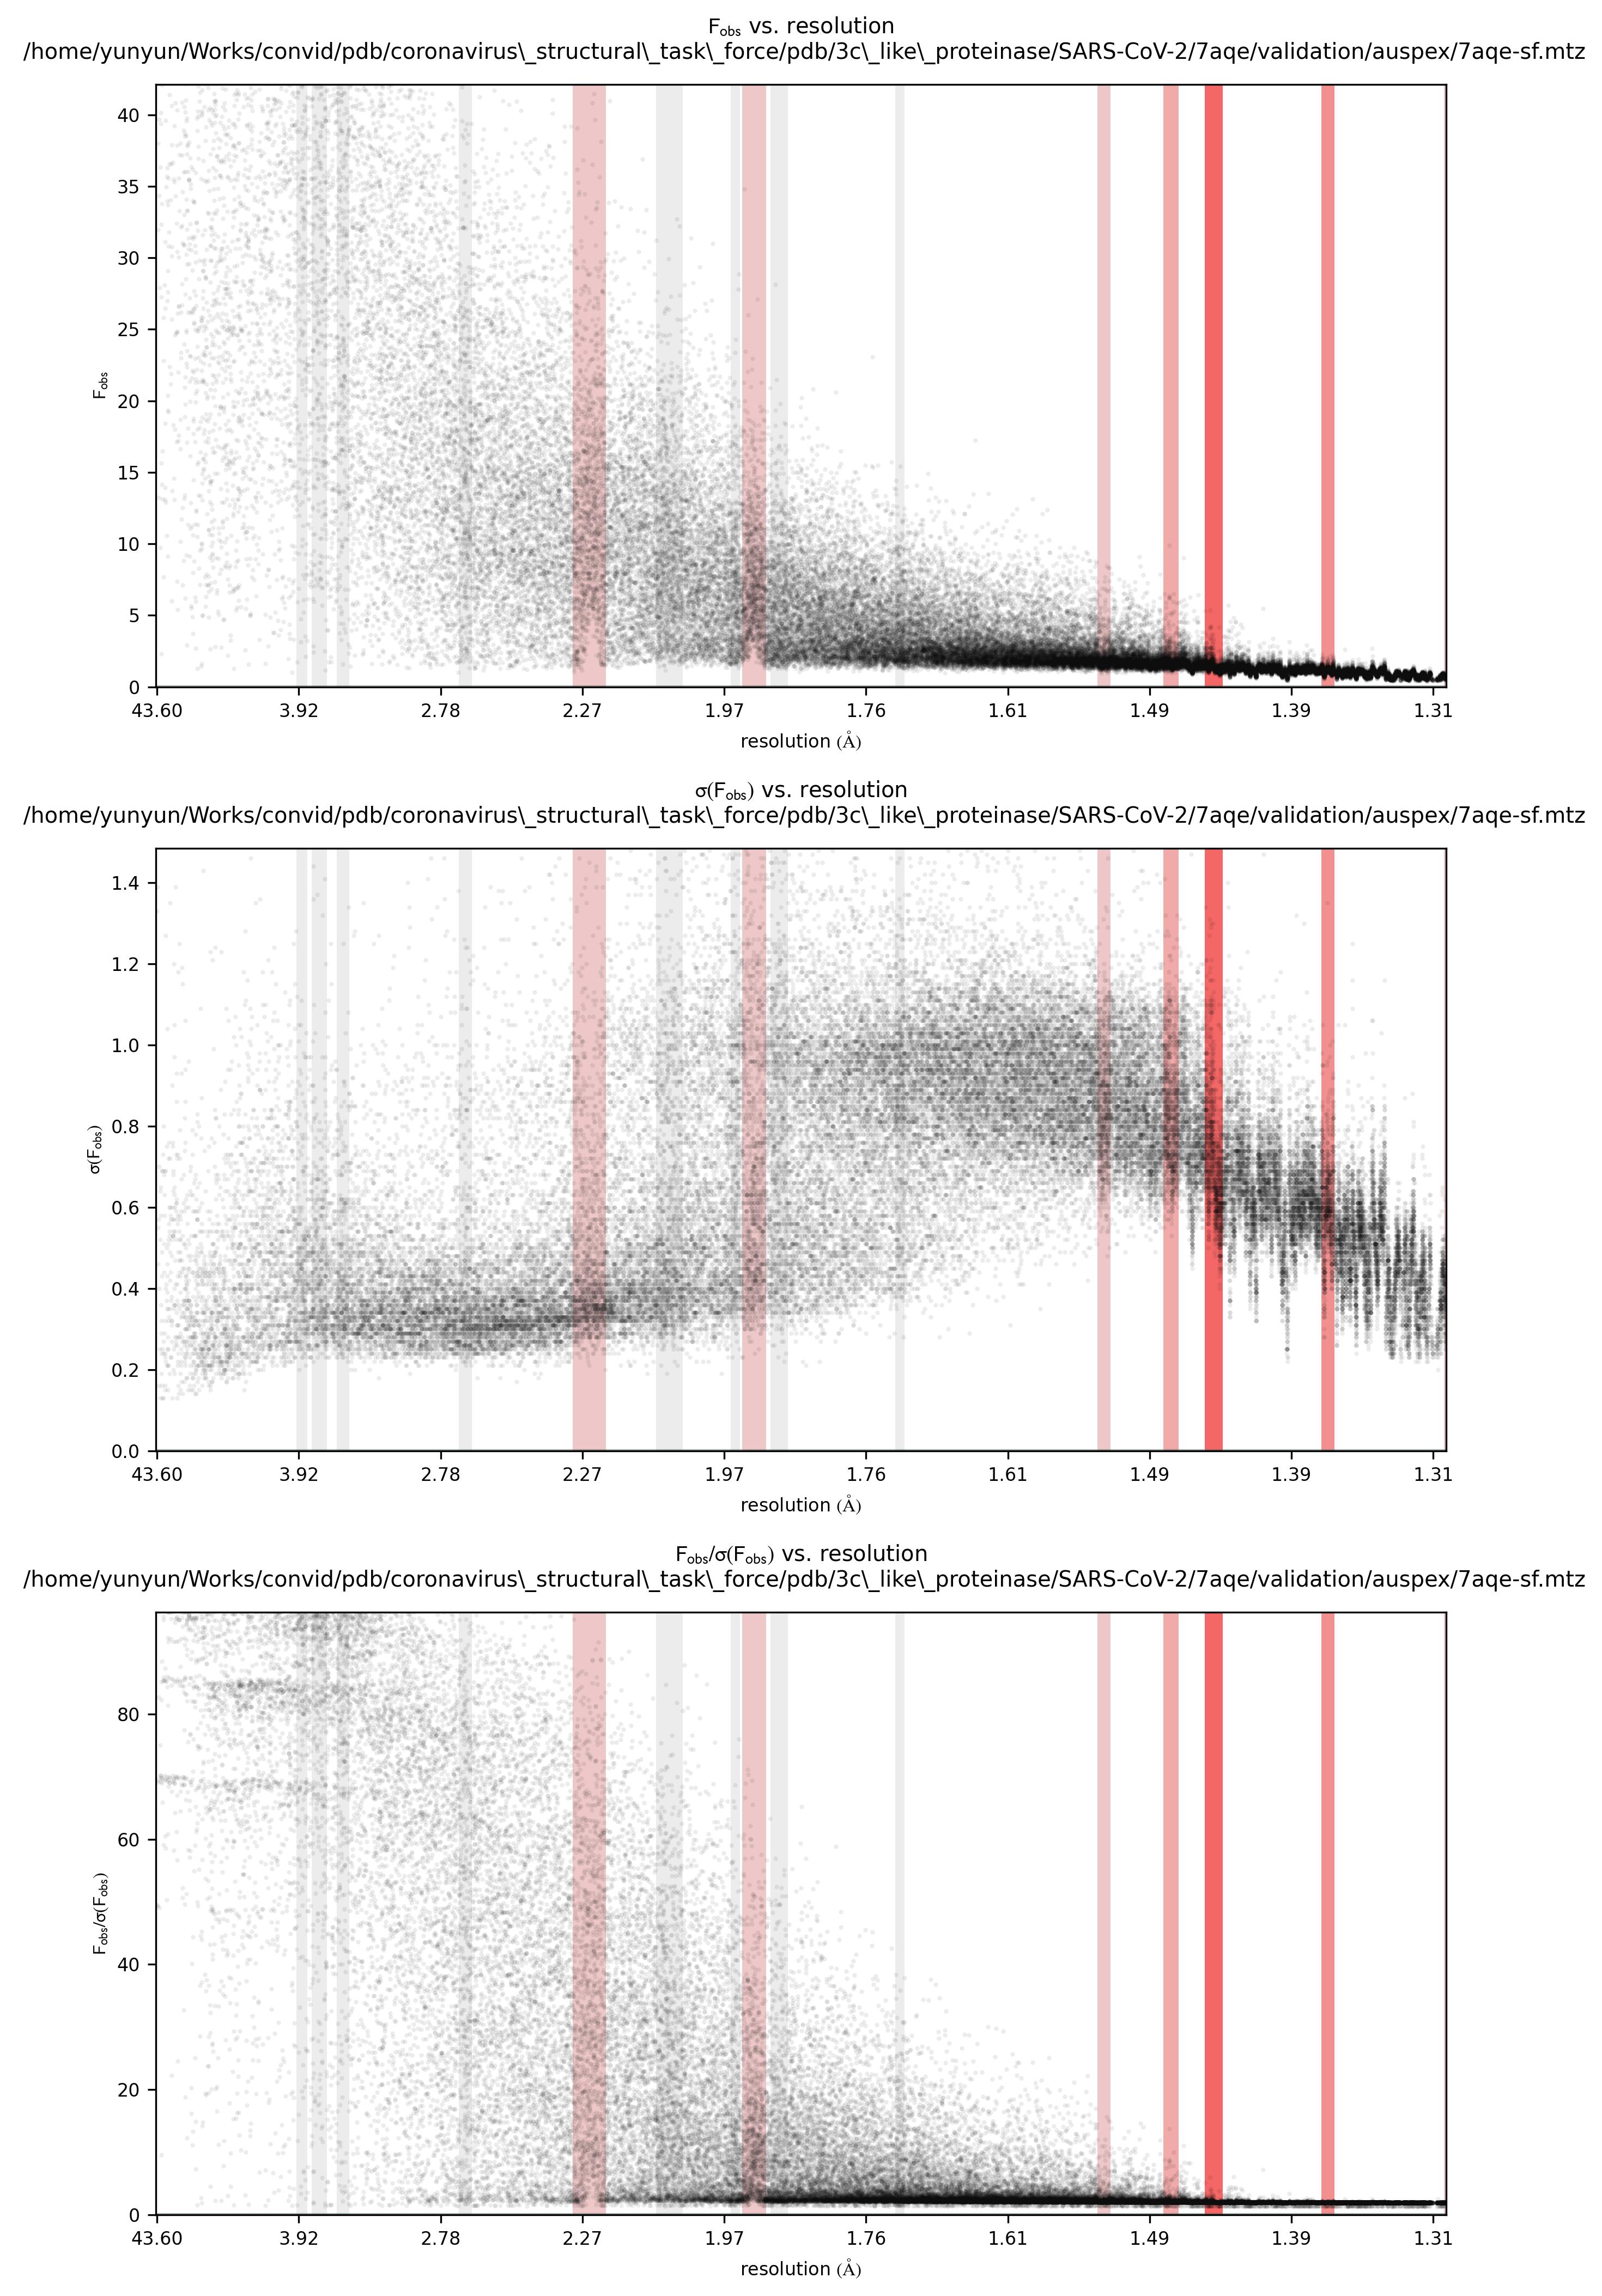 Fobs vs. resolution
/home/yunyun/Works/convid/pdb/coronavirus\_structural\_task\_force/pdb/3c\_like\_proteinase/SARS-CoV-2/7aqe/validation/auspex/7aqe-sf.mtz
40
35
30
25
20
15
10
5
0
Fobs
43.60 3.92 2.78 2.27 1.97 1.76 1.61 1.49 1.39 1.31
resolution (Å)
σ(Fobs) vs. resolution
/home/yunyun/Works/convid/pdb/coronavirus\_structural\_task\_force/pdb/3c\_like\_proteinase/SARS-CoV-2/7aqe/validation/auspex/7aqe-sf.mtz
1.4
1.2
1.0
0.8
0.6
0.4
0.2
0.0
σ(Fobs)
43.60 3.92 2.78 2.27 1.97 1.76 1.61 1.49 1.39 1.31
resolution (Å)
Fobs/σ(Fobs) vs. resolution
/home/yunyun/Works/convid/pdb/coronavirus\_structural\_task\_force/pdb/3c\_like\_proteinase/SARS-CoV-2/7aqe/validation/auspex/7aqe-sf.mtz
80
60
40
20
0
Fobs/σ(Fobs)
43.60 3.92 2.78 2.27 1.97 1.76 1.61 1.49 1.39 1.31
resolution (Å)